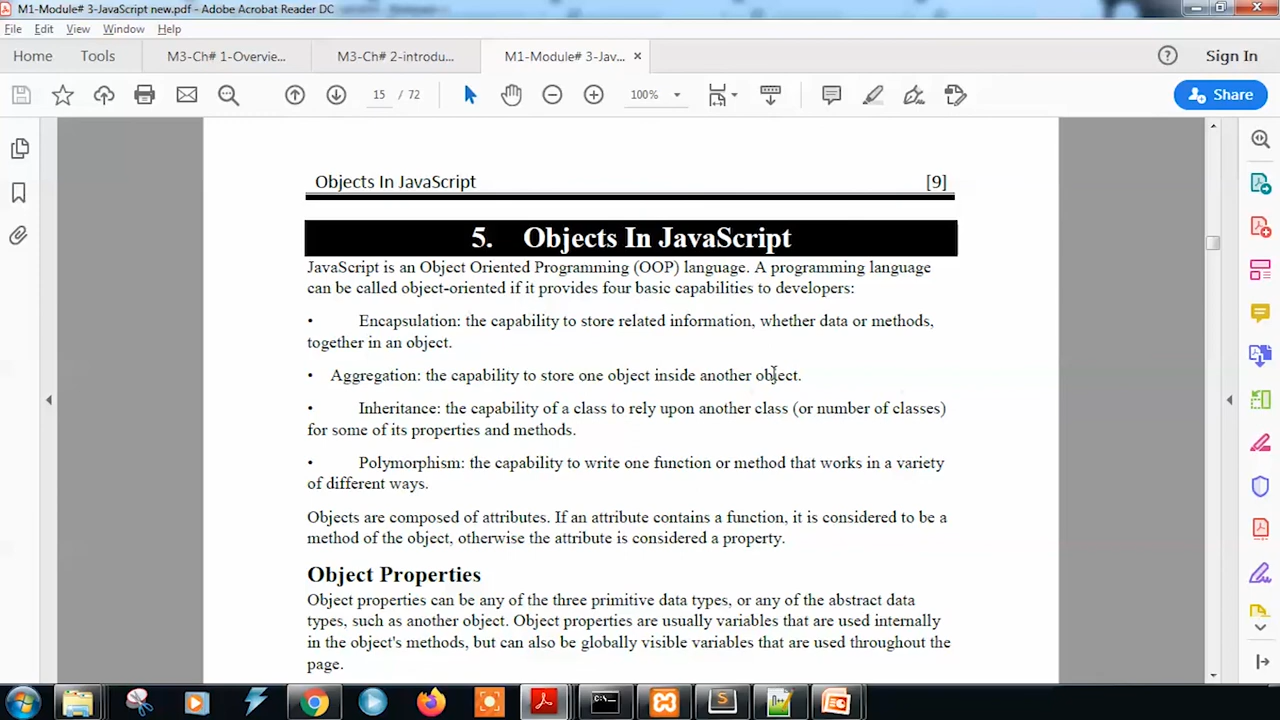 M1-Module# 3-JavaScript new.pdf - Adobe Acrobat Reader DC
File Edit View Window Help
Home Tools M3-Ch# 1-Overvie... M3-Ch# 2-introdu... M1-Module# 3-Jav... × Sign In
15 / 72 100% Share
Objects In JavaScript [9]
5. Objects In JavaScript
JavaScript is an Object Oriented Programming (OOP) language. A programming language
can be called object-oriented if it provides four basic capabilities to developers:
• Encapsulation: the capability to store related information, whether data or methods,
together in an object.
• Aggregation: the capability to store one object inside another object.
• Inheritance: the capability of a class to rely upon another class (or number of classes)
for some of its properties and methods.
• Polymorphism: the capability to write one function or method that works in a variety
of different ways.
Objects are composed of attributes. If an attribute contains a function, it is considered to be a
method of the object, otherwise the attribute is considered a property.
Object Properties
Object properties can be any of the three primitive data types, or any of the abstract data
types, such as another object. Object properties are usually variables that are used internally
in the object's methods, but can also be globally visible variables that are used throughout the
page.